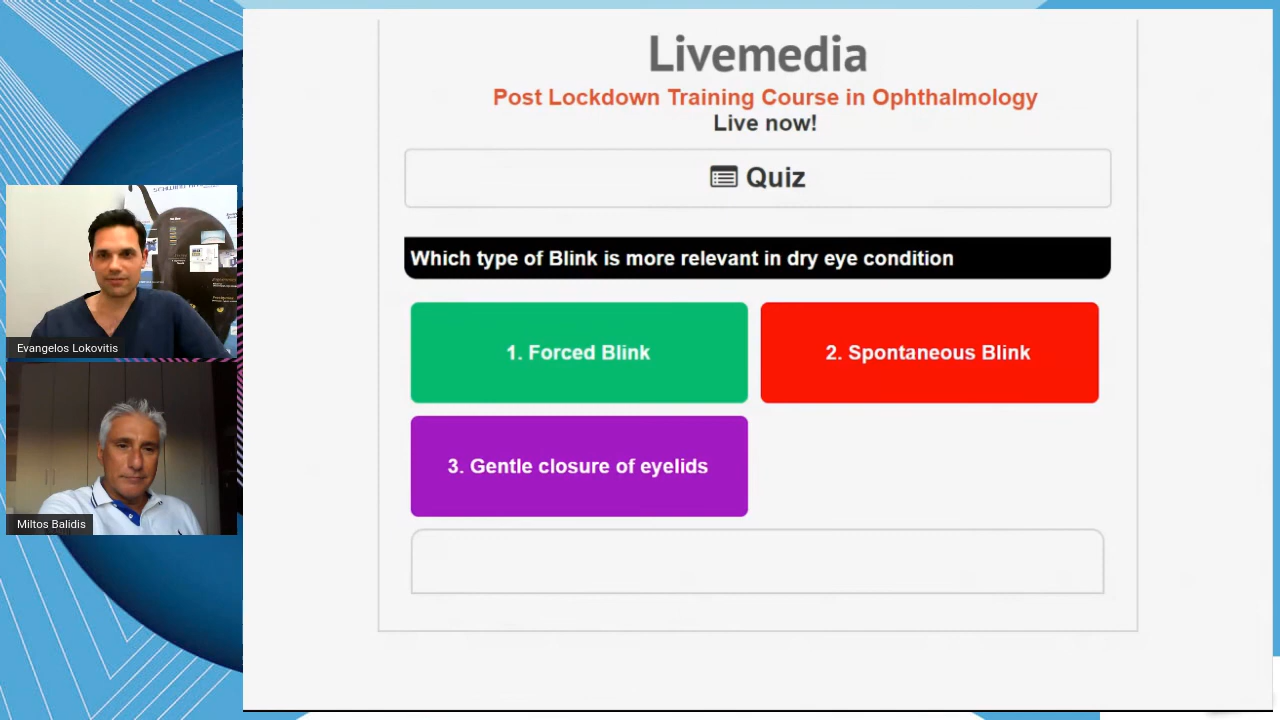 Livemedia
Post Lockdown Training Course in Ophthalmology
Live now!
Quiz
Which type of Blink is more relevant in dry eye condition
1. Forced Blink
2. Spontaneous Blink
3. Gentle closure of eyelids
Evangelos Lokovitis
Miltos Balidis